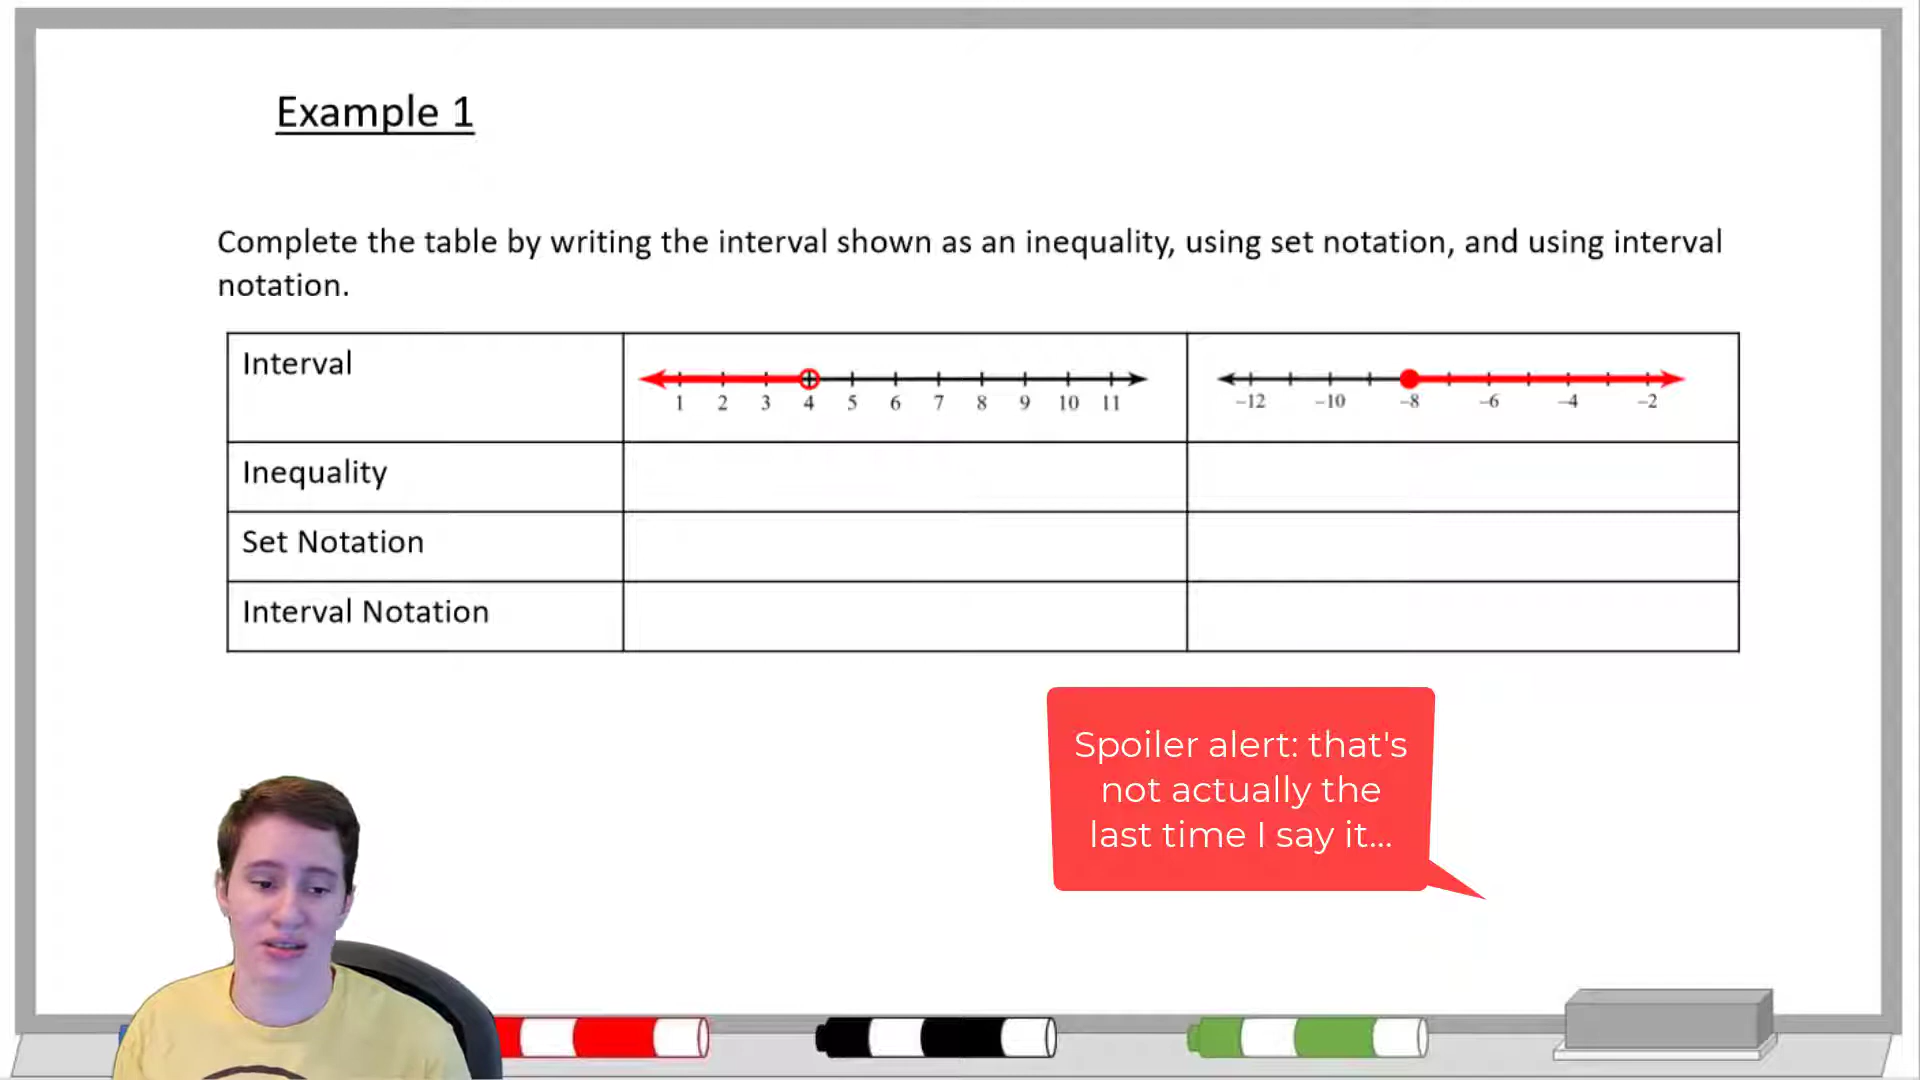 Example 1
Complete the table by writing the interval shown as an inequality, using set notation, and using interval
notation.
Interval
1 2 3 4 5 6 7 8 9 10 11
–12 –10 –8 –6 –4 –2
Inequality
Set Notation
Interval Notation
Spoiler alert: that's
not actually the
last time I say it...